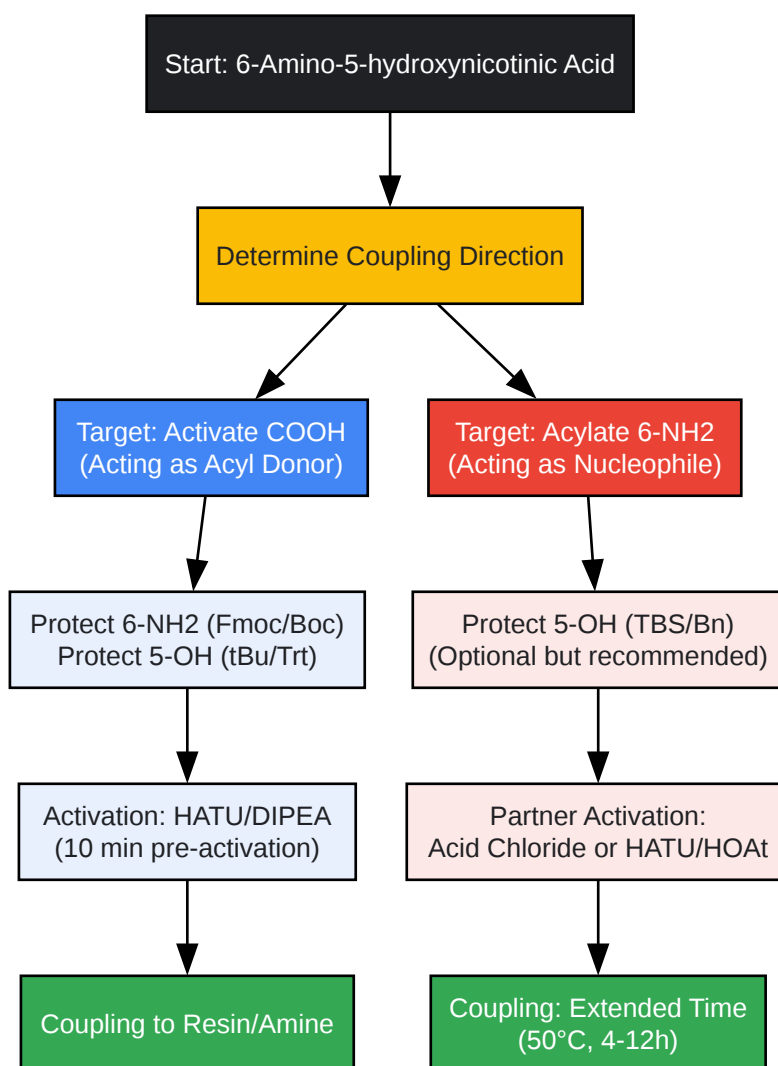 Start: 6-Amino-5-hydroxynicotinic Acid
Determine Coupling Direction
Target: Activate COOH
(Acting as Acyl Donor)
Target: Acylate 6-NH2
(Acting as Nucleophile)
Protect 6-NH2 (Fmoc/Boc)
Protect 5-OH (tBu/Trt)
Protect 5-OH (TBS/Bn)
(Optional but recommended)
Activation: HATU/DIPEA
(10 min pre-activation)
Partner Activation:
Acid Chloride or HATU/HOAt
Coupling to Resin/Amine
Coupling: Extended Time
(50°C, 4-12h)